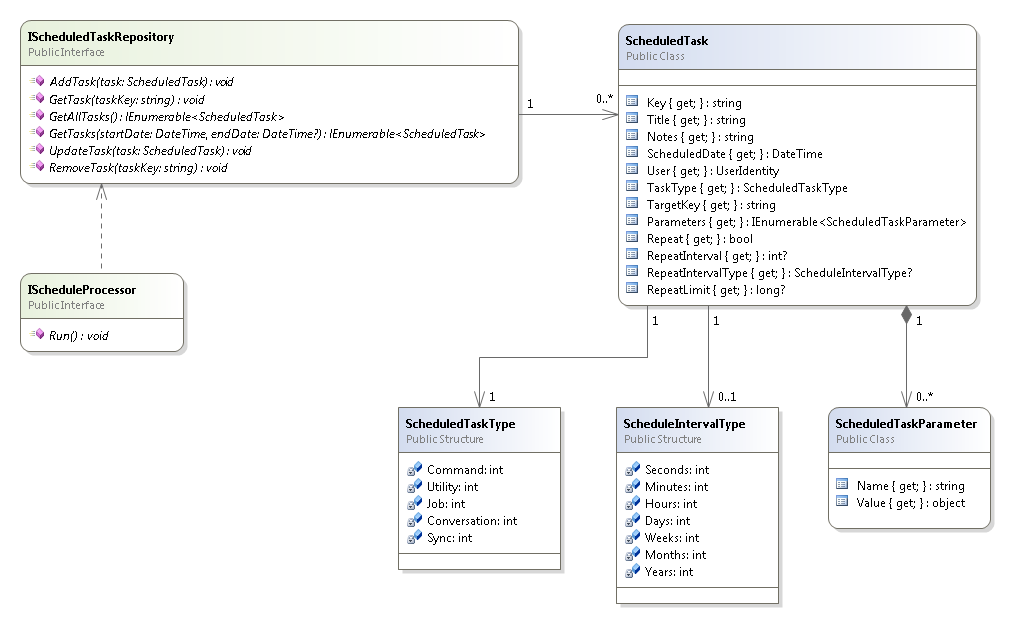 IScheduledTaskRepository
Public Interface
AddTask(task: ScheduledTask) : void
GetTask(taskKey: string) : void
GetAllTasks() : IEnumerable<ScheduledTask>
GetTasks(startDate: DateTime, endDate: DateTime?) : IEnumerable<ScheduledTask>
UpdateTask(task: ScheduledTask) : void
RemoveTask(taskKey: string) : void
1
0..*
ScheduledTask
Public Class
Key { get; } : string
Title { get; } : string
Notes { get; } : string
ScheduledDate { get; } : DateTime
User { get; } : UserIdentity
TaskType { get; } : ScheduledTaskType
TargetKey { get; } : string
Parameters { get; } : IEnumerable<ScheduledTaskParameter>
Repeat { get; } : bool
RepeatInterval { get; } : int?
RepeatIntervalType { get; } : ScheduleIntervalType?
RepeatLimit { get; } : long?
IScheduleProcessor
Public Interface
Run() : void
1
1
1
1
0..1
0..*
ScheduledTaskType
Public Structure
Command: int
Utility: int
Job: int
Conversation: int
Sync: int
ScheduleIntervalType
Public Structure
Seconds: int
Minutes: int
Hours: int
Days: int
Weeks: int
Months: int
Years: int
ScheduledTaskParameter
Public Class
Name { get; } : string
Value { get; } : object